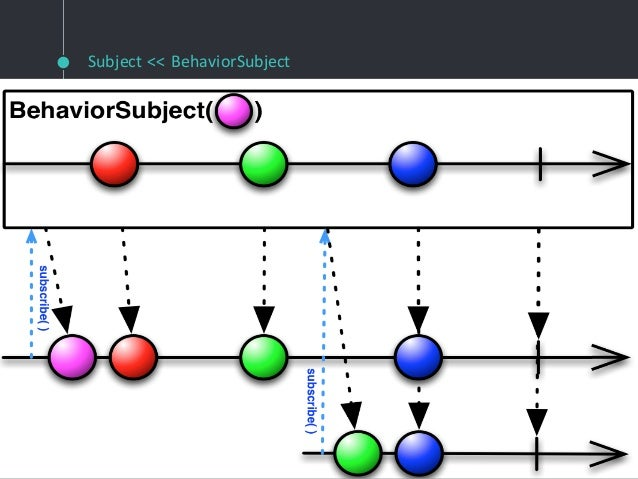 Subject << BehaviorSubject
BehaviorSubject( )
subscribe( )
subscribe( )